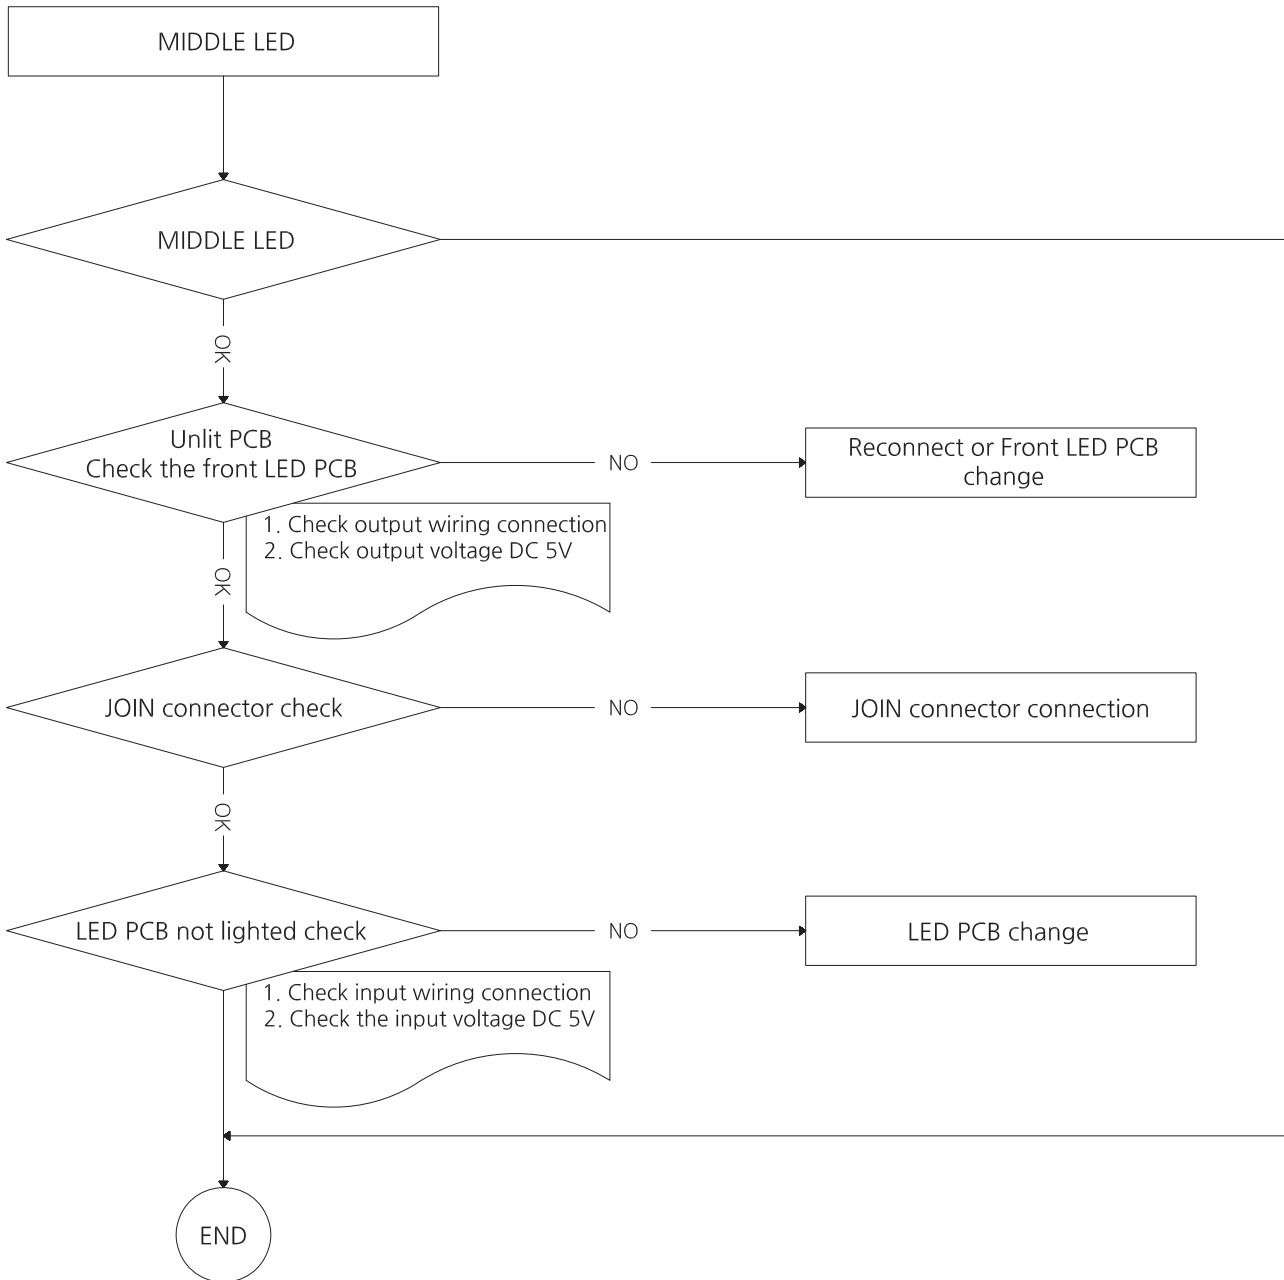 MIDDLE LED
MIDDLE LED
OK
Unlit PCB
Check the front LED PCB
NO
Reconnect or Front LED PCB
change
1. Check output wiring connection
2. Check output voltage DC 5V
OK
JOIN connector check
NO
JOIN connector connection
OK
LED PCB not lighted check
NO
LED PCB change
1. Check input wiring connection
2. Check the input voltage DC 5V
END